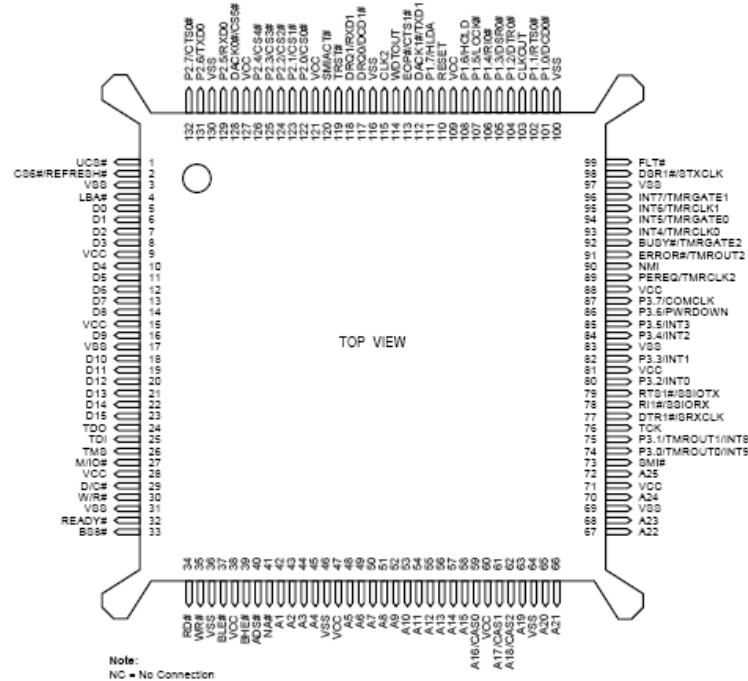 P2.7/CTS0#
P2.6/TXD0
VSS
P2.5/RXD0
DACK0#/CS5#
VCC
P2.4/CS4#
P2.3/CS3#
P2.2/CS2#
P2.1/CS1#
P2.0/CS0#
VCC
SMIACT#
TRST#
DRQ1/RXD1
DRQ0/DCD1#
VSS
CLK2
WDTOUT
EOP#/CTS1#
DACK1#/TXD1
P1.7/HLDA
RESET
VCC
P1.6/HOLD
P1.5/LOCK#
P1.4/RI0#
P1.3/DSR0#
P1.2/DTR0#
CLKOUT
P1.1/RTS0#
P1.0/DCD0#
VSS
132 131 130 129 128 127 126 125 124 123 122 121 120 119 118 117 116 115 114 113 112 111 110 109 108 107 106 105 104 103 102 101 100
UCS# 1
CS6#/REFRESH# 2
VSS 3
LBA# 4
D0 5
D1 6
D2 7
D3 8
VCC 9
D4 10
D5 11
D6 12
D7 13
D8 14
VCC 15
D9 16
VSS 17
D10 18
D11 19
D12 20
D13 21
D14 22
D15 23
TDO 24
TDI 25
TMS 26
M/IO# 27
VCC 28
D/C# 29
W/R# 30
VSS 31
READY# 32
BS8# 33
TOP VIEW
99 FLT#
98 DSR1#/STXCLK
97 VSS
96 INT7/TMRGATE1
95 INT6/TMRCLK1
94 INT5/TMRGATE0
93 INT4/TMRCLK0
92 BUSY#/TMRGATE2
91 ERROR#/TMROUT2
90 NMI
89 PEREQ/TMRCLK2
88 VCC
87 P3.7/COMCLK
86 P3.6/PWRDOWN
85 P3.5/INT3
84 P3.4/INT2
83 VSS
82 P3.3/INT1
81 VCC
80 P3.2/INT0
79 RTS1#/SSIOTX
78 RI1#/SSIORX
77 DTR1#/SRXCLK
76 TCK
75 P3.1/TMROUT1/INT8
74 P3.0/TMROUT0/INT9
73 SMI#
72 A25
71 VCC
70 A24
69 VSS
68 A23
67 A22
34 35 36 37 38 39 40 41 42 43 44 45 46 47 48 49 50 51 52 53 54 55 56 57 58 59 60 61 62 63 64 65 66
RD#
WR#
VSS
BLE#
VCC
BHE#
ADS#
NA#
A1
A2
A3
A4
VSS
VCC
A5
A6
A7
A8
A9
A10
A11
A12
A13
A14
A15
A16/CAS0
VCC
A17/CAS1
A18/CAS2
A19
VSS
A20
A21
Note:
NC = No Connection